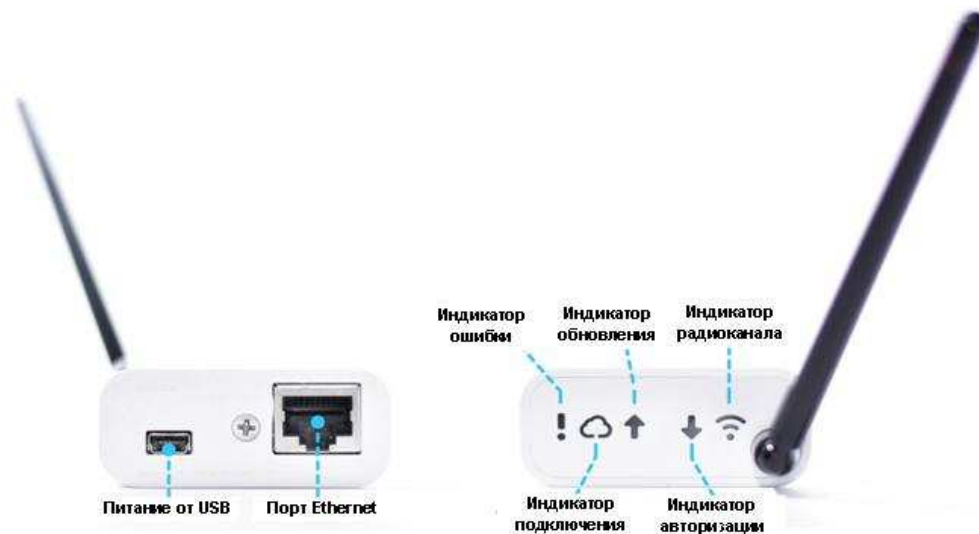 Индикатор
ошибки
Индикатор
обновления
Индикатор
радиоканала
Питание от USB
Порт Ethernet
Индикатор
подключения
Индикатор
авторизации